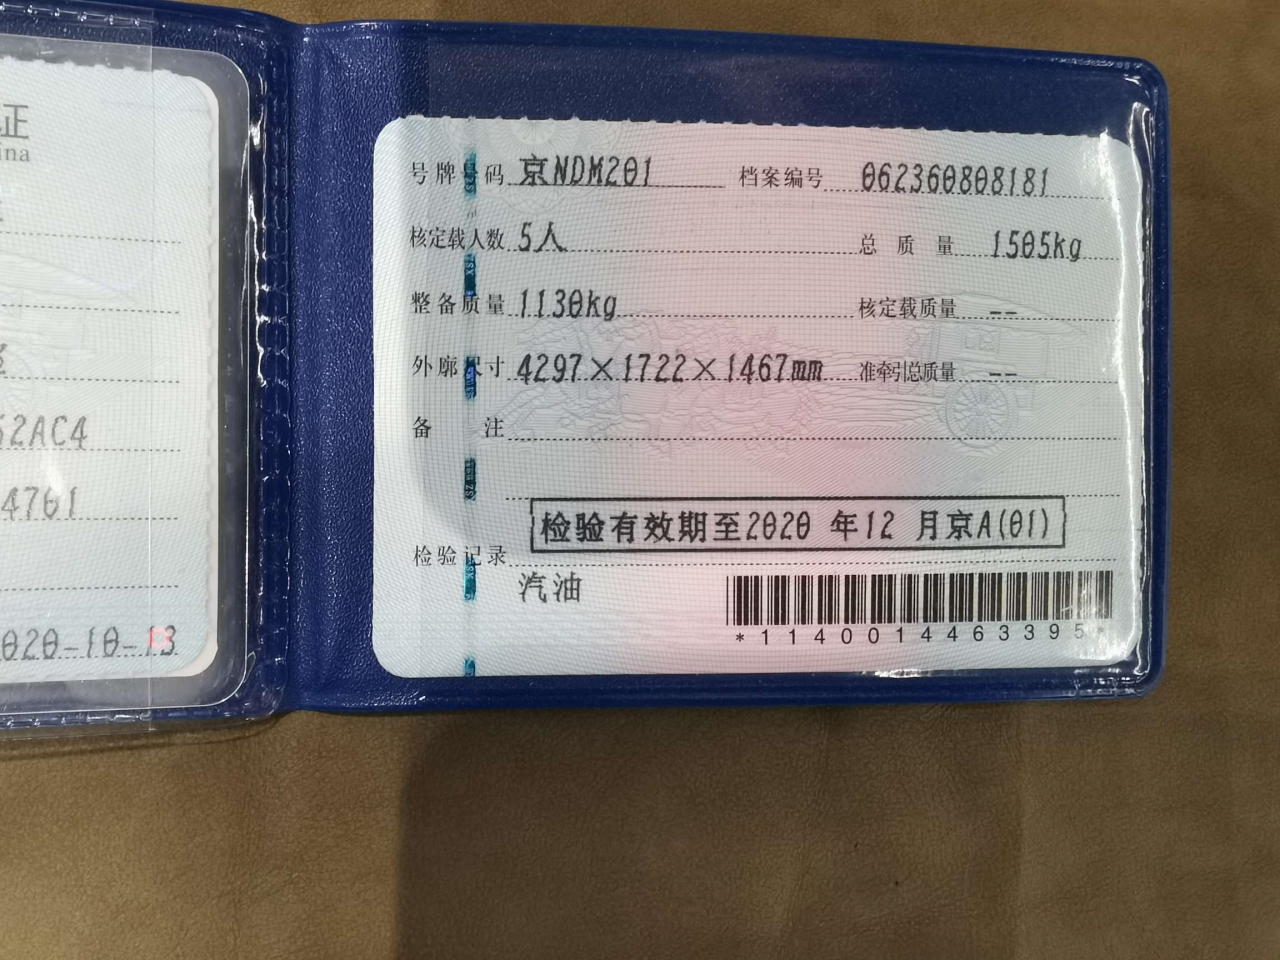 证
ina
62AC4
4701
020-10-13
号牌号码 京NDM201 档案编号 062360808181
核定载人数 5人 总质量 1505kg
整备质量 1130kg 核定载质量 --
外廓尺寸 4297×1722×1467mm 准牵引总质量 --
备注
检验有效期至2020 年12 月京A(01)
检验记录
汽油
*1140014463395*